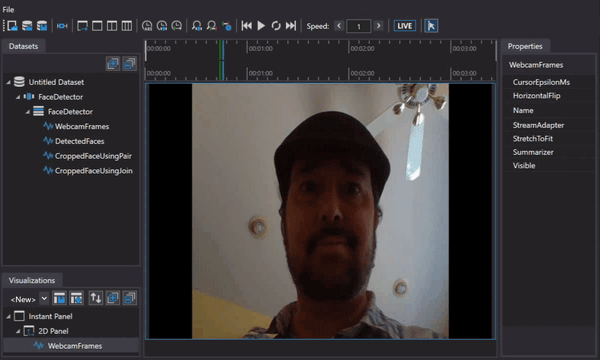 File
Speed: 1 LIVE
Datasets
Untitled Dataset
FaceDetector
FaceDetector
WebcamFrames
DetectedFaces
CroppedFaceUsingPair
CroppedFaceUsingJoin
00:00:00 00:01:00 00:02:00 00:03:00
00:00:00 00:01:00 00:02:00 00:03:00
Properties
WebcamFrames
CursorEpsilonMs
HorizontalFlip
Name
StreamAdapter
StretchToFit
Summarizer
Visible
Visualizations
<New>
Instant Panel
2D Panel
WebcamFrames